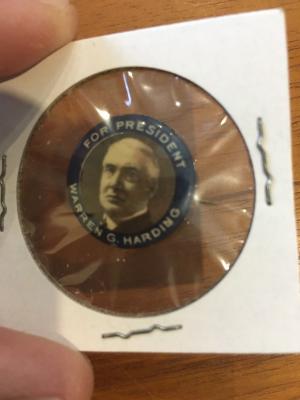 FOR PRESIDENT
WARREN G. HARDING